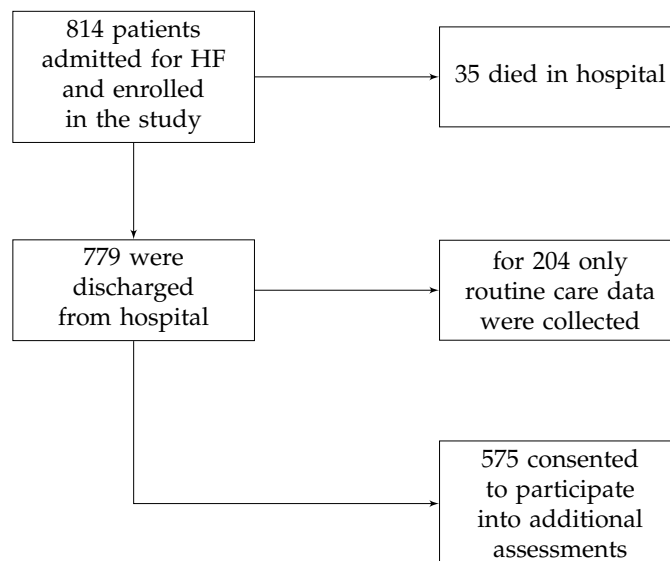 814 patients
admitted for HF
and enrolled
in the study
35 died in hospital
779 were
discharged
from hospital
for 204 only
routine care data
were collected
575 consented
to participate
into additional
assessments